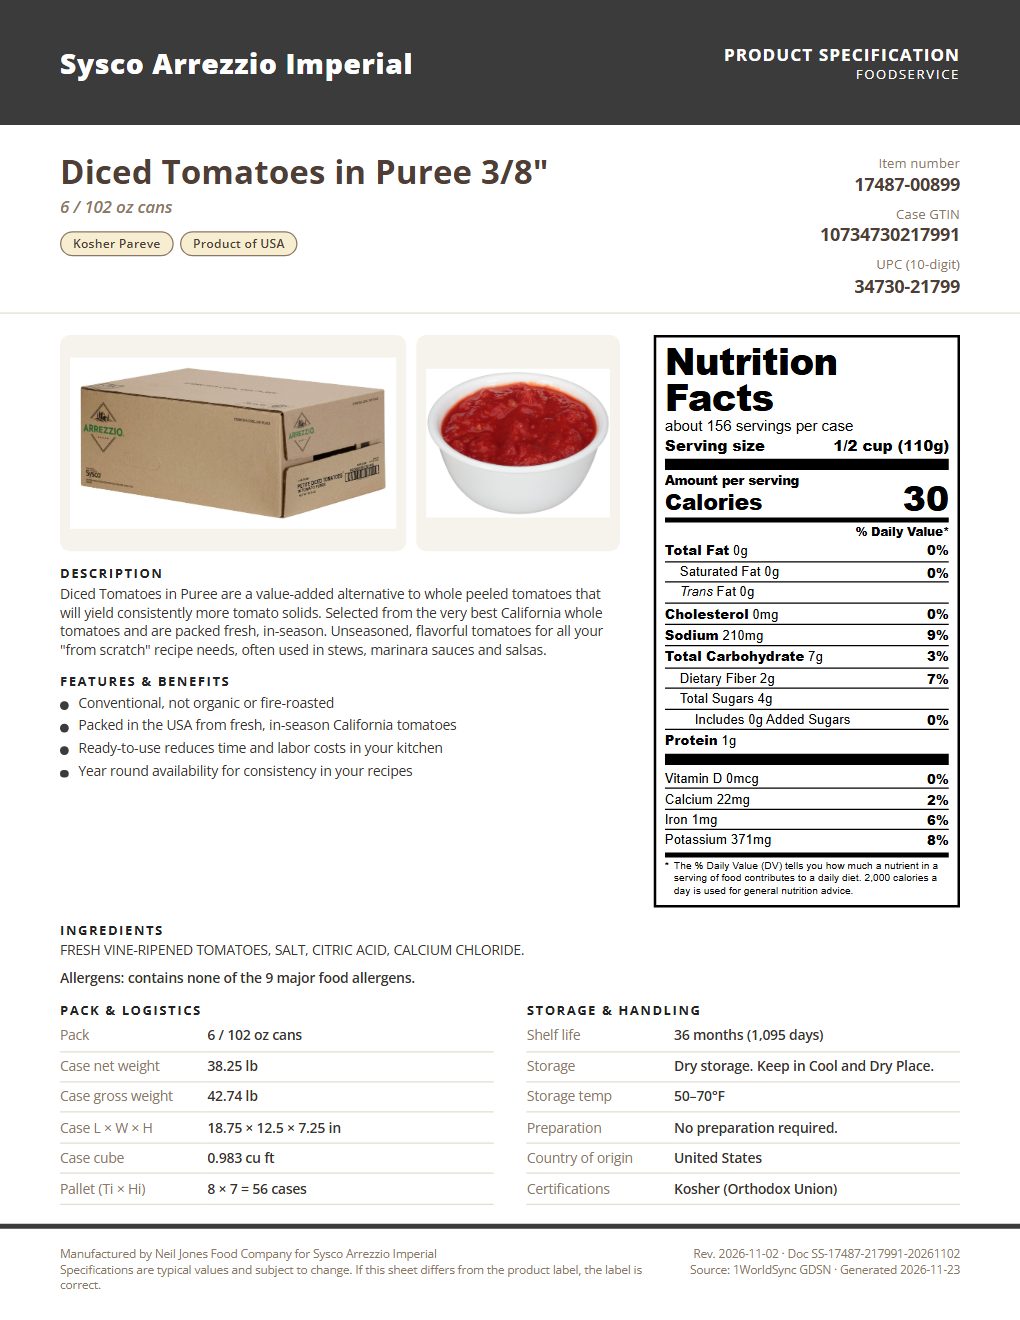 Sysco Arrezzio Imperial
PRODUCT SPECIFICATION
FOODSERVICE
Diced Tomatoes in Puree 3/8"
6 / 102 oz cans
Kosher Pareve
Product of USA
Item number
17487-00899
Case GTIN
10734730217991
UPC (10-digit)
34730-21799
ARREZZIO
ARREZZIO
Sysco
PETITE DICED TOMATOES
IN TOMATO PUREE
DESCRIPTION
Diced Tomatoes in Puree are a value-added alternative to whole peeled tomatoes that
will yield consistently more tomato solids. Selected from the very best California whole
tomatoes and are packed fresh, in-season. Unseasoned, flavorful tomatoes for all your
"from scratch" recipe needs, often used in stews, marinara sauces and salsas.
FEATURES & BENEFITS
Conventional, not organic or fire-roasted
Packed in the USA from fresh, in-season California tomatoes
Ready-to-use reduces time and labor costs in your kitchen
Year round availability for consistency in your recipes
Nutrition
Facts
about 156 servings per case
Serving size 1/2 cup (110g)
Amount per serving
Calories 30
% Daily Value*
Total Fat 0g 0%
Saturated Fat 0g 0%
Trans Fat 0g
Cholesterol 0mg 0%
Sodium 210mg 9%
Total Carbohydrate 7g 3%
Dietary Fiber 2g 7%
Total Sugars 4g
Includes 0g Added Sugars 0%
Protein 1g
Vitamin D 0mcg 0%
Calcium 22mg 2%
Iron 1mg 6%
Potassium 371mg 8%
* The % Daily Value (DV) tells you how much a nutrient in a
serving of food contributes to a daily diet. 2,000 calories a
day is used for general nutrition advice.
INGREDIENTS
FRESH VINE-RIPENED TOMATOES, SALT, CITRIC ACID, CALCIUM CHLORIDE.
Allergens: contains none of the 9 major food allergens.
PACK & LOGISTICS
Pack 6 / 102 oz cans
Case net weight 38.25 lb
Case gross weight 42.74 lb
Case L × W × H 18.75 × 12.5 × 7.25 in
Case cube 0.983 cu ft
Pallet (Ti × Hi) 8 × 7 = 56 cases
STORAGE & HANDLING
Shelf life 36 months (1,095 days)
Storage Dry storage. Keep in Cool and Dry Place.
Storage temp 50–70°F
Preparation No preparation required.
Country of origin United States
Certifications Kosher (Orthodox Union)
Manufactured by Neil Jones Food Company for Sysco Arrezzio Imperial
Specifications are typical values and subject to change. If this sheet differs from the product label, the label is
correct.
Rev. 2026-11-02 · Doc SS-17487-217991-20261102
Source: 1WorldSync GDSN · Generated 2026-11-23